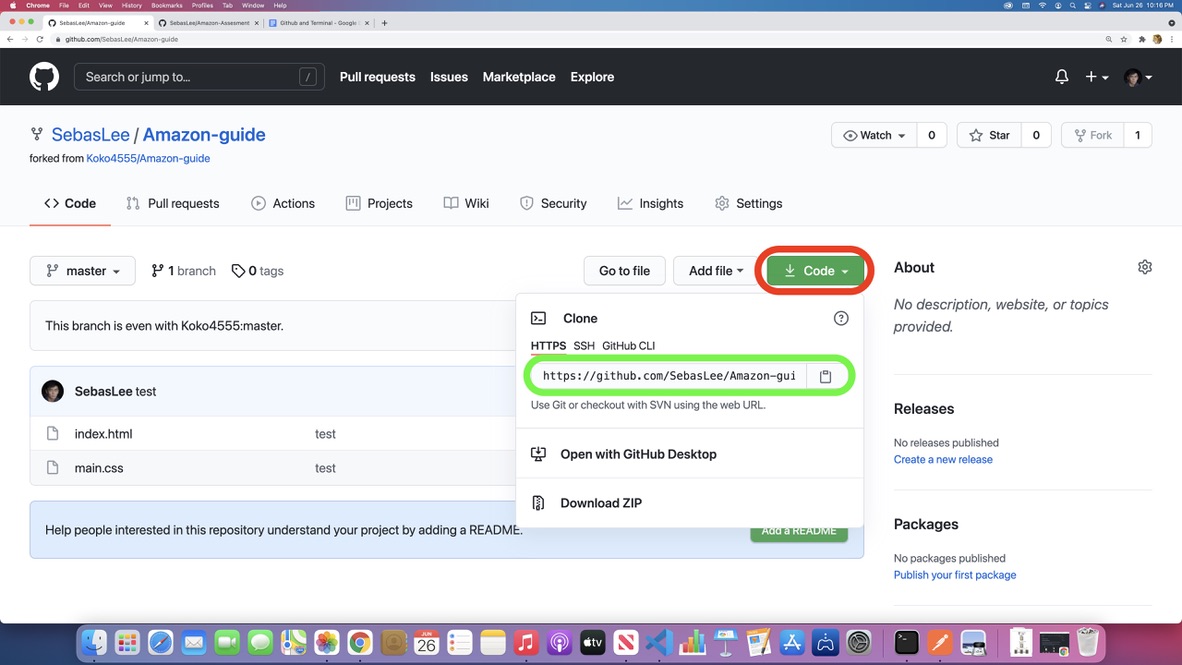 Chrome File Edit View History Bookmarks Profiles Tab Window Help
Sat Jun 26 10:16 PM
SebasLee/Amazon-guide
SebasLee/Amazon-Assesment
Github and Terminal - Google
github.com/SebasLee/Amazon-guide
Search or jump to... /
Pull requests Issues Marketplace Explore
SebasLee / Amazon-guide
forked from Koko4555/Amazon-guide
Watch 0 Star 0 Fork 1
Code Pull requests Actions Projects Wiki Security Insights Settings
master 1 branch 0 tags
Go to file Add file Code
This branch is even with Koko4555:master.
SebasLee test
index.html test
main.css test
Help people interested in this repository understand your project by adding a README.
Add a README
Clone
HTTPS SSH GitHub CLI
https://github.com/SebasLee/Amazon-gui
Use Git or checkout with SVN using the web URL.
Open with GitHub Desktop
Download ZIP
About
No description, website, or topics
provided.
Releases
No releases published
Create a new release
Packages
No packages published
Publish your first package
JUN
26
tv